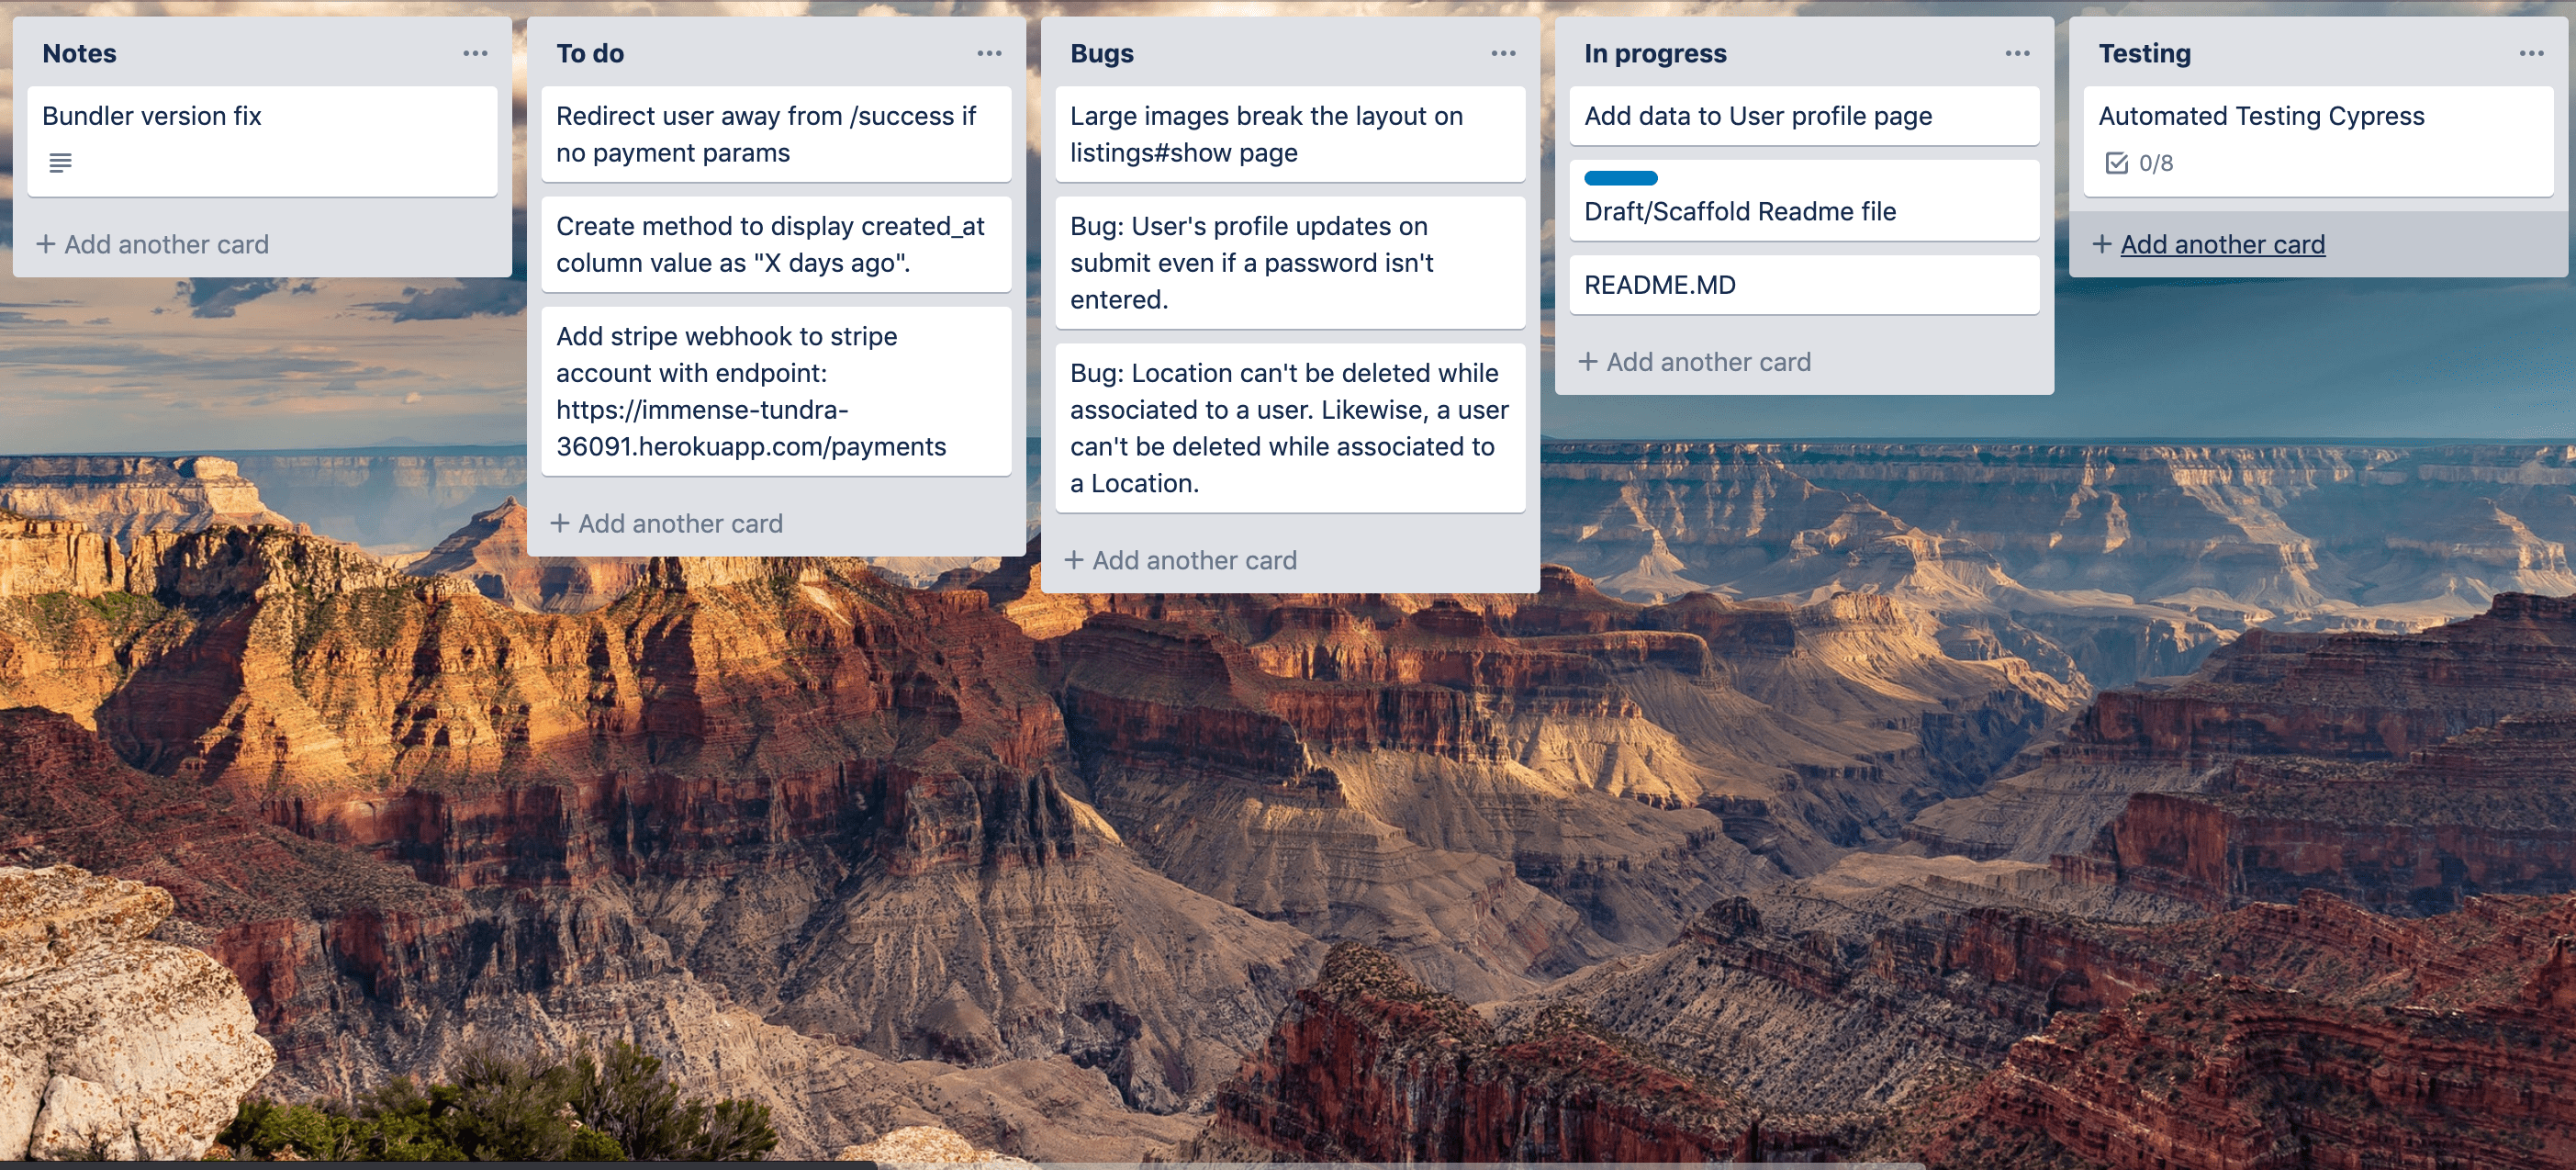 Notes
Bundler version fix
+ Add another card
To do
Redirect user away from /success if
no payment params
Create method to display created_at
column value as "X days ago".
Add stripe webhook to stripe
account with endpoint:
https://immense-tundra-
36091.herokuapp.com/payments
+ Add another card
Bugs
Large images break the layout on
listings#show page
Bug: User's profile updates on
submit even if a password isn't
entered.
Bug: Location can't be deleted while
associated to a user. Likewise, a user
can't be deleted while associated to
a Location.
+ Add another card
In progress
Add data to User profile page
Draft/Scaffold Readme file
README.MD
+ Add another card
Testing
Automated Testing Cypress
0/8
+ Add another card